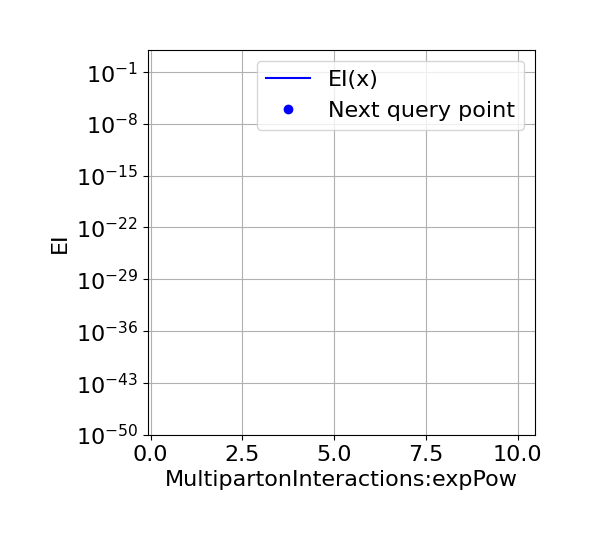 EI(x)
Next query point
10⁻¹
10⁻⁸
10⁻¹⁵
10⁻²²
10⁻²⁹
10⁻³⁶
10⁻⁴³
10⁻⁵⁰
EI
0.0 2.5 5.0 7.5 10.0
MultipartonInteractions:expPow